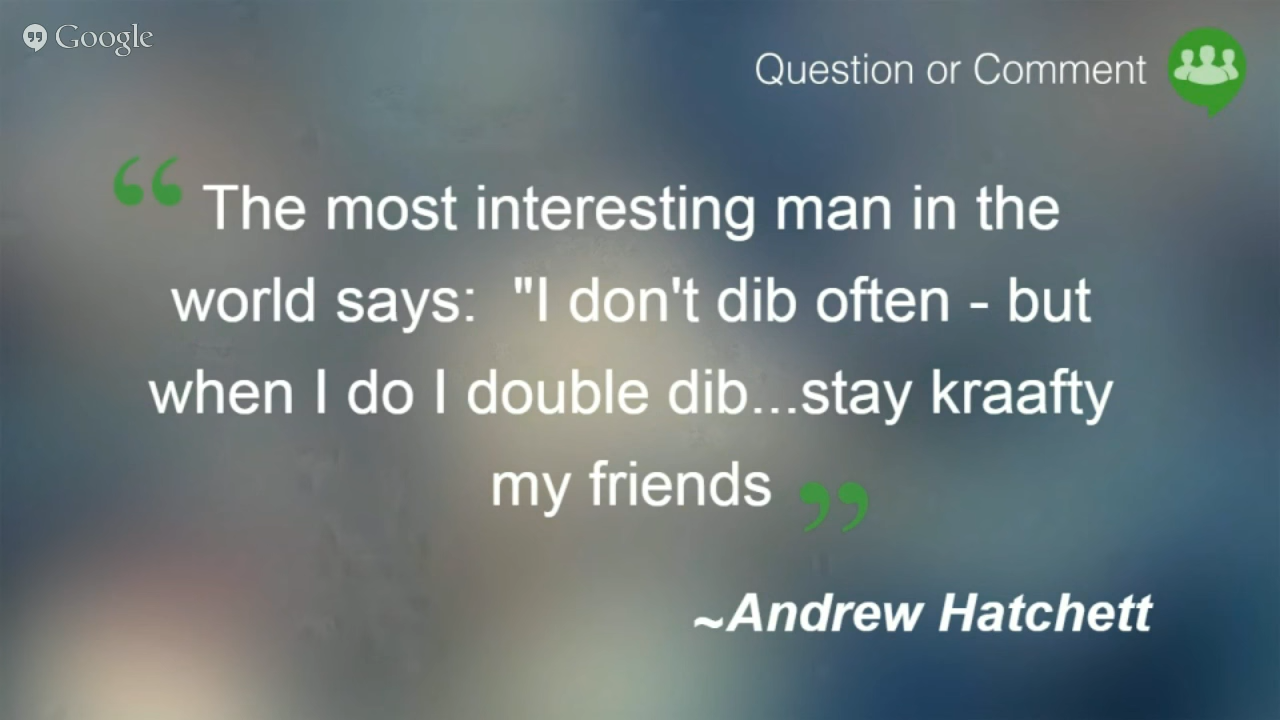 Google
Question or Comment
“ The most interesting man in the
world says:  "I don't dib often - but
when I do I double dib...stay kraafty
my friends ”
~Andrew Hatchett